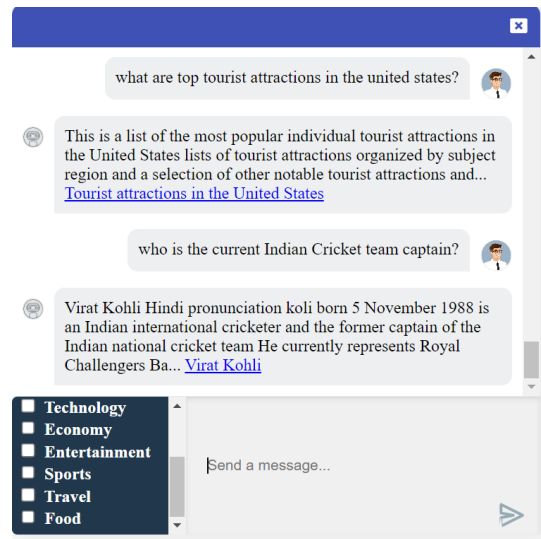 what are top tourist attractions in the united states?
This is a list of the most popular individual tourist attractions in
the United States lists of tourist attractions organized by subject
region and a selection of other notable tourist attractions and...
Tourist attractions in the United States
who is the current Indian Cricket team captain?
Virat Kohli Hindi pronunciation koli born 5 November 1988 is
an Indian international cricketer and the former captain of the
Indian national cricket team He currently represents Royal
Challengers Ba... Virat Kohli
Technology
Economy
Entertainment
Sports
Travel
Food
Send a message...